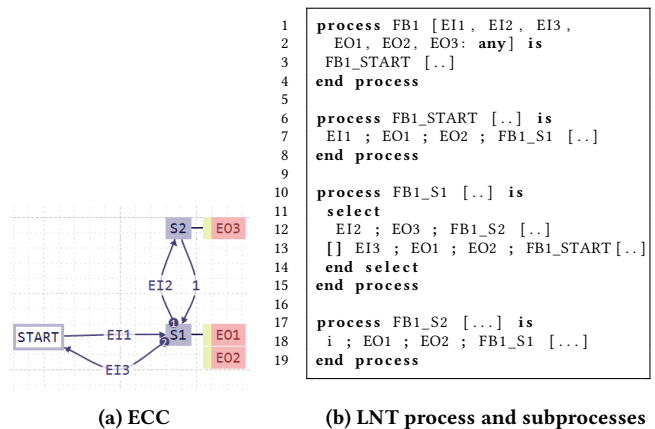 S2
EO3
EI2
1
1
START
EI1
S1
EO1
2
EI3
EO2
(a) ECC
1 process FB1 [EI1, EI2, EI3,
2 EO1, EO2, EO3: any] is
3 FB1_START [..]
4 end process
5
6 process FB1_START [..] is
7 EI1 ; EO1 ; EO2 ; FB1_S1 [..]
8 end process
9
10 process FB1_S1 [..] is
11 select
12 EI2 ; EO3 ; FB1_S2 [..]
13 [] EI3 ; EO1 ; EO2 ; FB1_START[..]
14 end select
15 end process
16
17 process FB1_S2 [...] is
18 i ; EO1 ; EO2 ; FB1_S1 [...]
19 end process
(b) LNT process and subprocesses